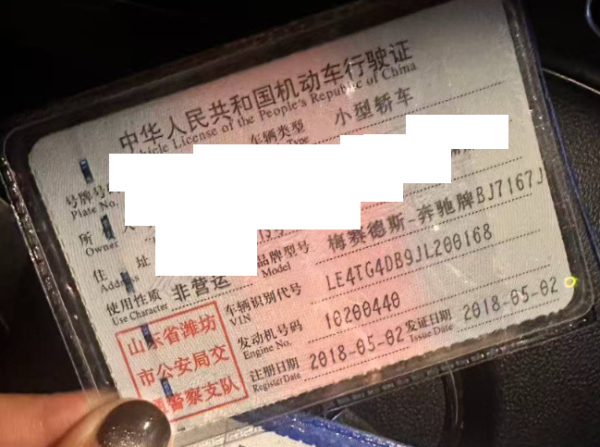 中华人民共和国机动车行驶证
Vehicle License of the People's Republic of China
号牌号码
Plate No.
车辆类型
小型轿车
所
Owner
住 址
Address
使用性质 非营运
Use Character
品牌型号 梅赛德斯-奔驰牌BJ7167J
Model
车辆识别代号 LE4TG4DB9JL200168
VIN
发动机号码 10200440
Engine No.
注册日期 2018-05-02
Register Date
发证日期 2018-05-02
Issue Date
山东省潍坊
市公安局交
警察支队